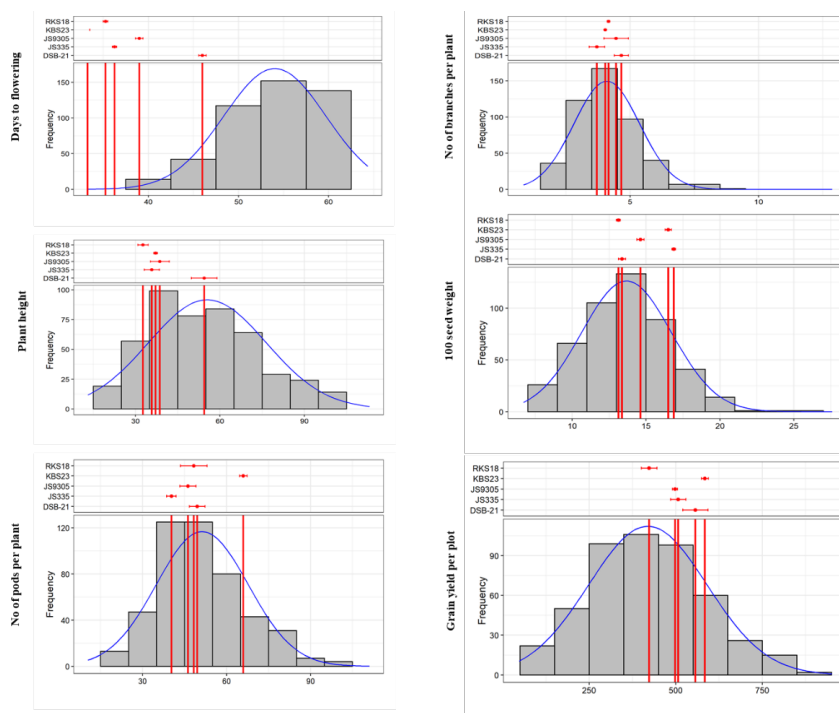 Days to flowering
RKS18
KBS23
JS9305
JS335
DSB-21
Frequency
150
100
50
0
40
50
60
No of branches per plant
RKS18
KBS23
JS9305
JS335
DSB-21
Frequency
150
100
50
0
5
10
Plant height
RKS18
KBS23
JS9305
JS335
DSB-21
Frequency
100
75
50
25
0
30
60
90
100 seed weight
RKS18
KBS23
JS9305
JS335
DSB-21
Frequency
100
50
0
10
15
20
25
No of pods per plant
RKS18
KBS23
JS9305
JS335
DSB-21
Frequency
120
80
40
0
30
60
90
Grain yield per plot
RKS18
KBS23
JS9305
JS335
DSB-21
Frequency
90
60
30
0
250
500
750